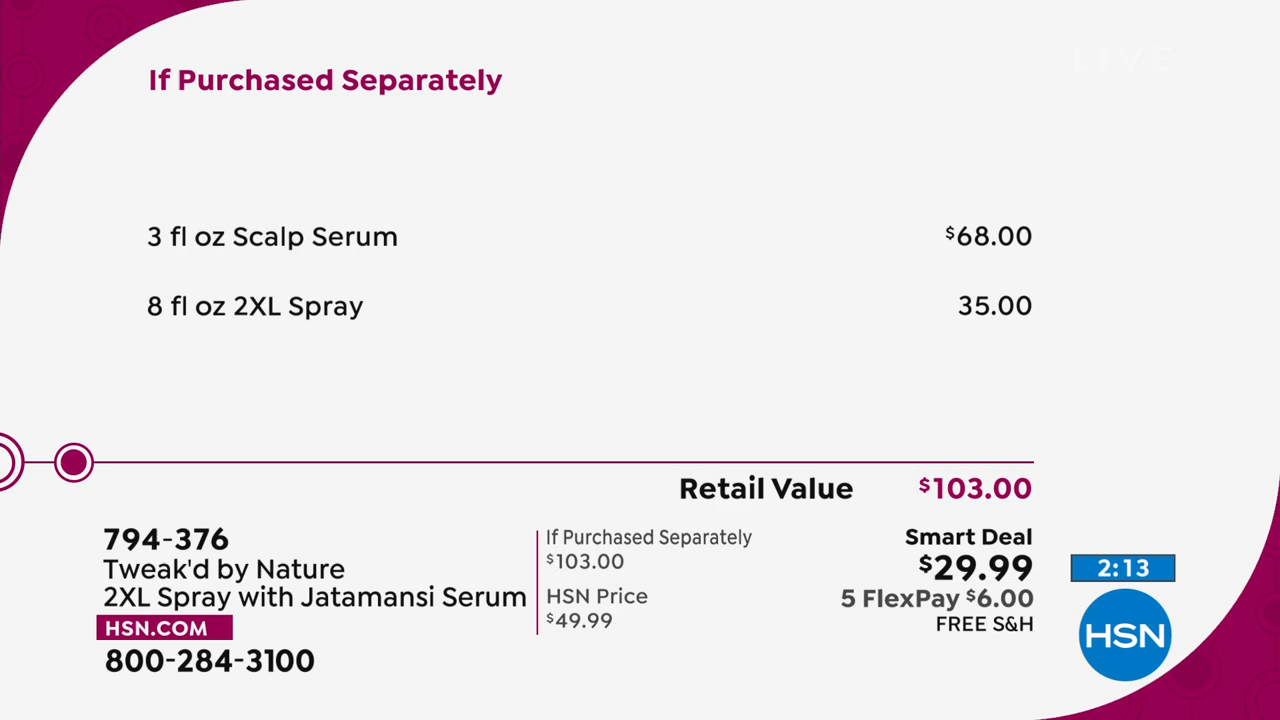 LIVE
If Purchased Separately
3 fl oz Scalp Serum $68.00
8 fl oz 2XL Spray 35.00
Retail Value $103.00
794-376
Tweak'd by Nature
2XL Spray with Jatamansi Serum
HSN.COM
800-284-3100
If Purchased Separately
$103.00
HSN Price
$49.99
Smart Deal
$29.99
5 FlexPay $6.00
FREE S&H
2:13
HSN